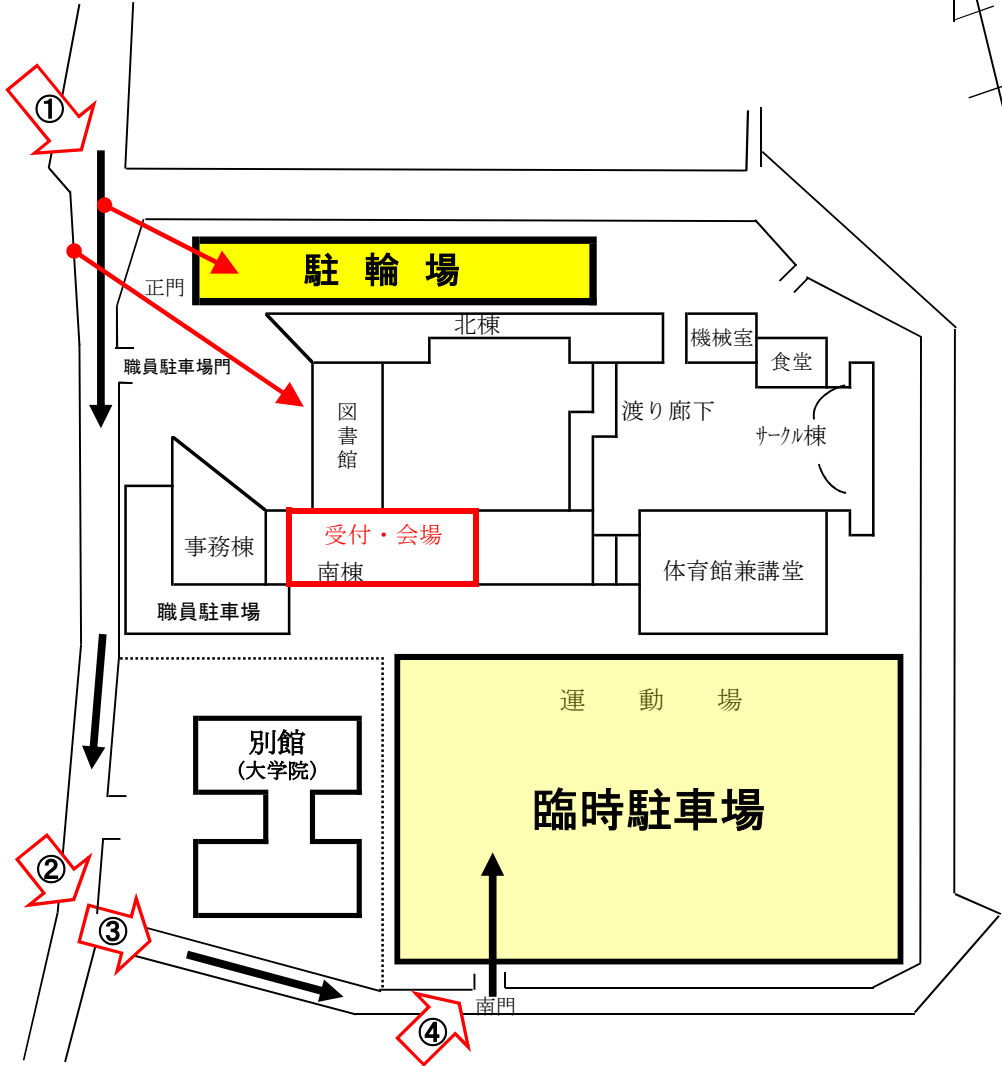 ①
駐輪場
正門
北棟
機械室
食堂
職員駐車場門
図書館
渡り廊下
サークル棟
受付・会場
事務棟
南棟
体育館兼講堂
職員駐車場
運動場
別館
(大学院)
臨時駐車場
②
③
南門
④